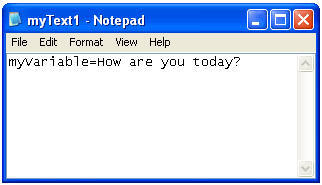 myText1 - Notepad
File Edit Format View Help
myVariable=How are you today?